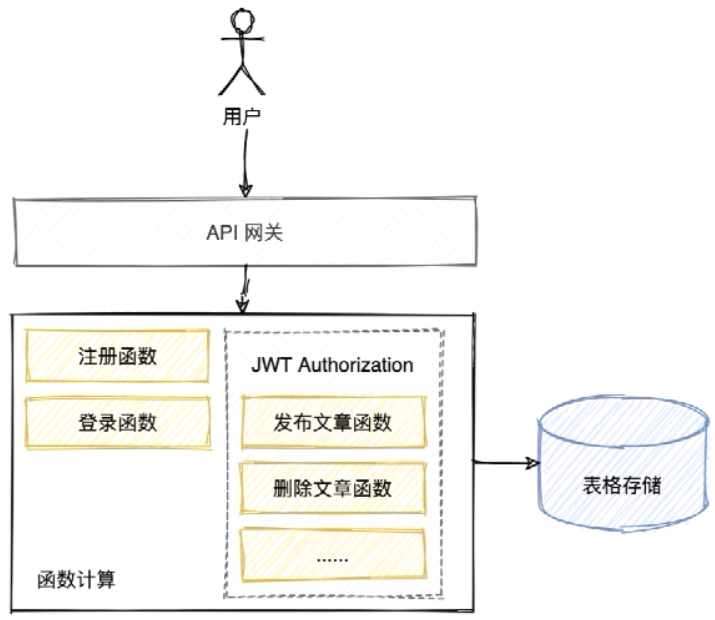 用户
API 网关
注册函数
登录函数
JWT Authorization
发布文章函数
删除文章函数
......
函数计算
表格存储